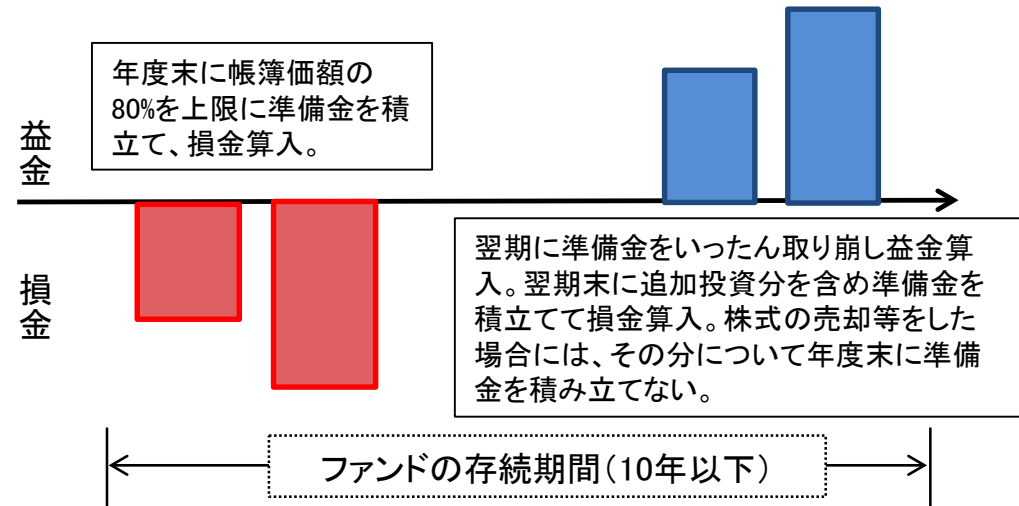 年度末に帳簿価額の
80%を上限に準備金を積
立て、損金算入。
益金
損金
翌期に準備金をいったん取り崩し益金算
入。翌期末に追加投資分を含め準備金を
積立てて損金算入。株式の売却等をした
場合には、その分について年度末に準備
金を積み立てない。
ファンドの存続期間(10年以下)